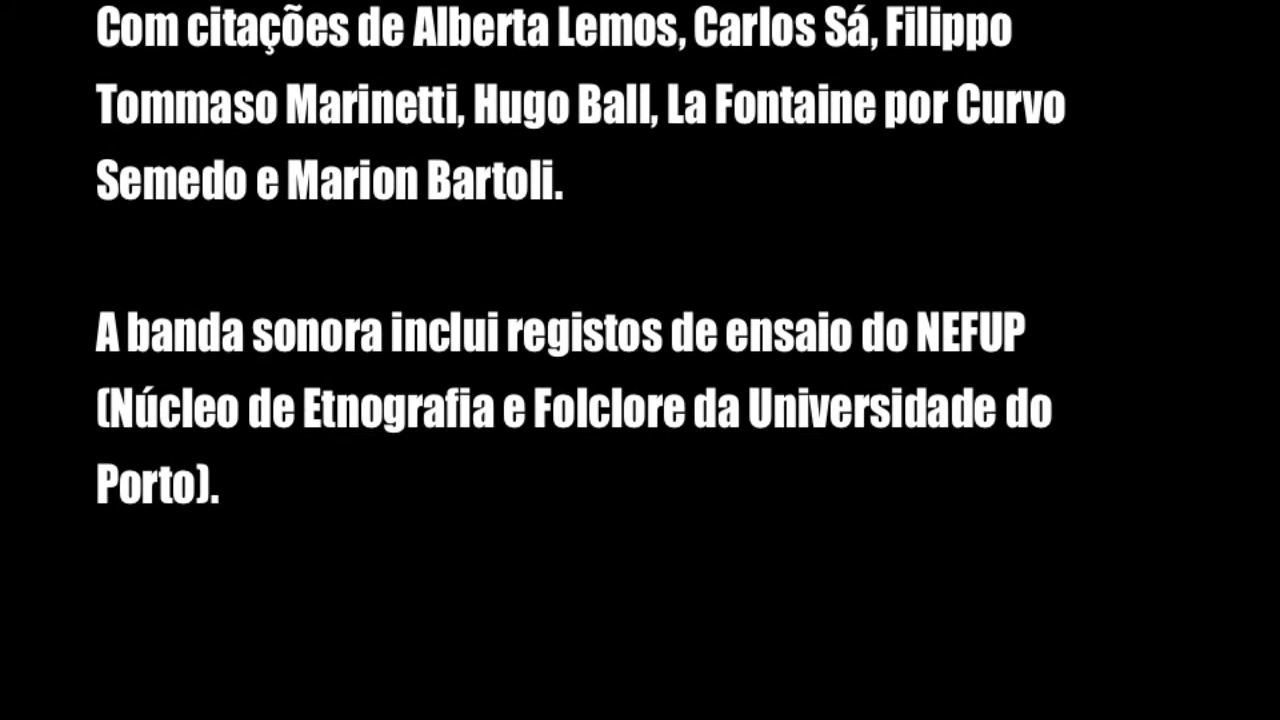 Com citações de Alberta Lemos, Carlos Sá, Filippo
Tommaso Marinetti, Hugo Ball, La Fontaine por Curvo
Semedo e Marion Bartoli.
A banda sonora inclui registos de ensaio do NEFUP
(Núcleo de Etnografia e Folclore da Universidade do
Porto).